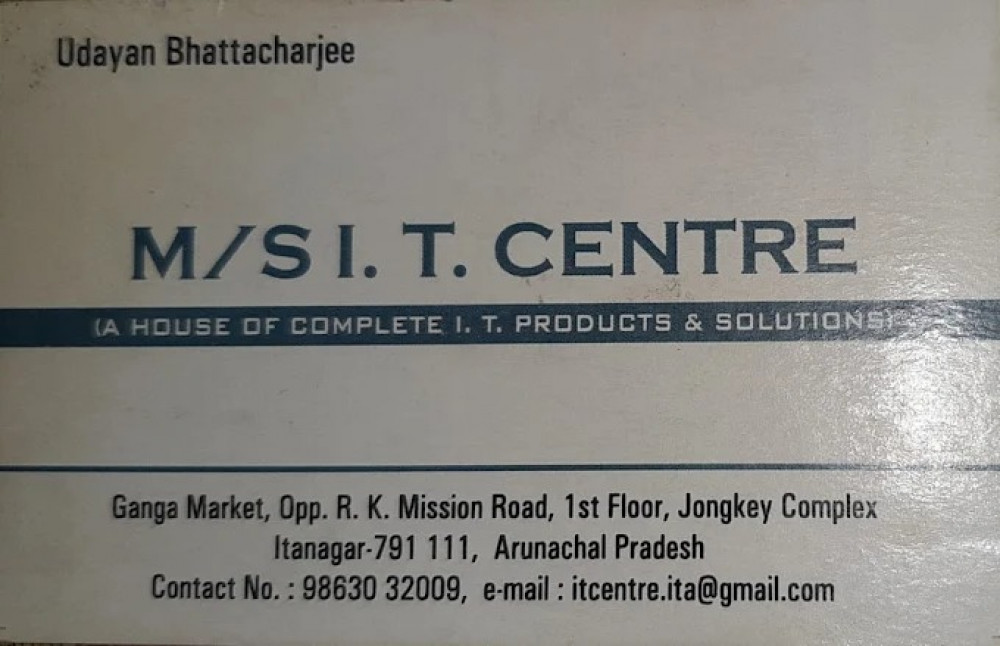 Udayan Bhattacharjee
M/S I. T. CENTRE
(A HOUSE OF COMPLETE I. T. PRODUCTS & SOLUTIONS)
Ganga Market, Opp. R. K. Mission Road, 1st Floor, Jongkey Complex
Itanagar-791 111, Arunachal Pradesh
Contact No. : 98630 32009, e-mail : itcentre.ita@gmail.com